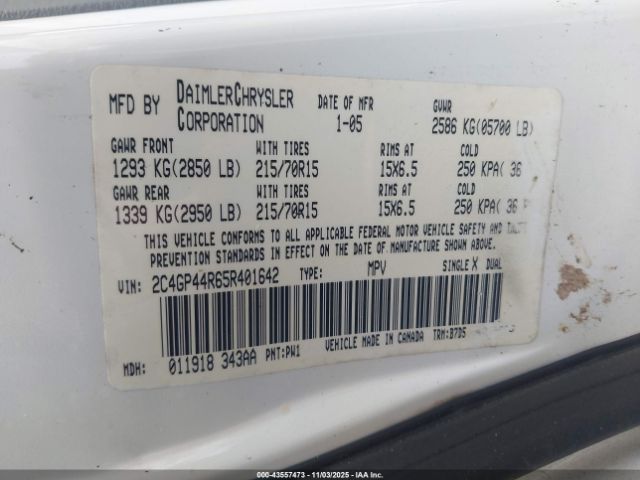 MFD BY DAIMLERCHRYSLER CORPORATION DATE OF MFR 1-05 GVWR 2586 KG(05700 LB)
GAWR FRONT WITH TIRES RIMS AT COLD
1293 KG(2850 LB) 215/70R15 15X6.5 250 KPA( 36
GAWR REAR WITH TIRES RIMS AT COLD
1339 KG(2950 LB) 215/70R15 15X6.5 250 KPA( 36 P
THIS VEHICLE CONFORMS TO ALL APPLICABLE FEDERAL MOTOR VEHICLE SAFETY AND
PREVENTION STANDARDS IN EFFECT ON THE DATE OF MANUFACTURE SHOWN ABOVE.
VIN: 2C4GP44R65R401642 TYPE: MPV SINGLE X DUAL
VEHICLE MADE IN CANADA TRM:B7D5
MDH: 011918 343AA PNT:PW1
000-43557473 - 11/03/2025 - IAA Inc.